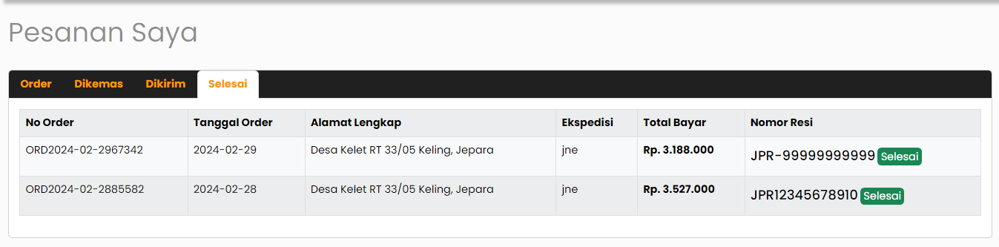 Pesanan Saya
Order Dikemas Dikirim Selesai
No Order Tanggal Order Alamat Lengkap Ekspedisi Total Bayar Nomor Resi
ORD2024-02-2967342 2024-02-29 Desa Kelet RT 33/05 Keling, Jepara jne Rp. 3.188.000 JPR-99999999999 Selesai
ORD2024-02-2885582 2024-02-28 Desa Kelet RT 33/05 Keling, Jepara jne Rp. 3.527.000 JPR12345678910 Selesai